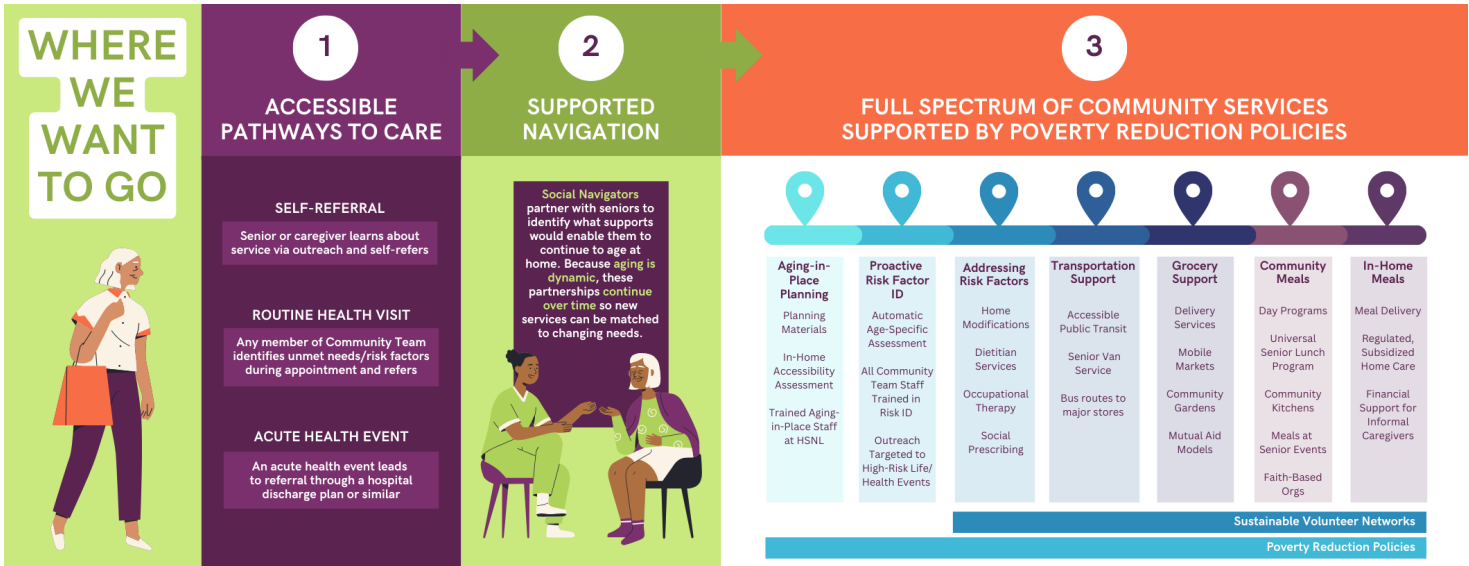 WHERE
WE
WANT
TO GO
1
ACCESSIBLE
PATHWAYS TO CARE
SELF-REFERRAL
Senior or caregiver learns about
service via outreach and self-refers
ROUTINE HEALTH VISIT
Any member of Community Team
identifies unmet needs/risk factors
during appointment and refers
ACUTE HEALTH EVENT
An acute health event leads
to referral through a hospital
discharge plan or similar
2
SUPPORTED
NAVIGATION
Social Navigators
partner with seniors to
identify what supports
would enable them to
continue to age at
home. Because aging is
dynamic, these
partnerships continue
over time so new
services can be matched
to changing needs.
3
FULL SPECTRUM OF COMMUNITY SERVICES
SUPPORTED BY POVERTY REDUCTION POLICIES
Aging-in-
Place
Planning
Planning
Materials
In-Home
Accessibility
Assessment
Trained Aging-
in-Place Staff
at HSNL
Proactive
Risk Factor
ID
Automatic
Age-Specific
Assessment
All Community
Team Staff
Trained in
Risk ID
Outreach
Targeted to
High-Risk Life/
Health Events
Addressing
Risk Factors
Home
Modifications
Dietitian
Services
Occupational
Therapy
Social
Prescribing
Transportation
Support
Accessible
Public Transit
Senior Van
Service
Bus routes to
major stores
Grocery
Support
Delivery
Services
Mobile
Markets
Community
Gardens
Mutual Aid
Models
Community
Meals
Day Programs
Universal
Senior Lunch
Program
Community
Kitchens
Meals at
Senior Events
Faith-Based
Orgs
In-Home
Meals
Meal Delivery
Regulated,
Subsidized
Home Care
Financial
Support for
Informal
Caregivers
Sustainable Volunteer Networks
Poverty Reduction Policies